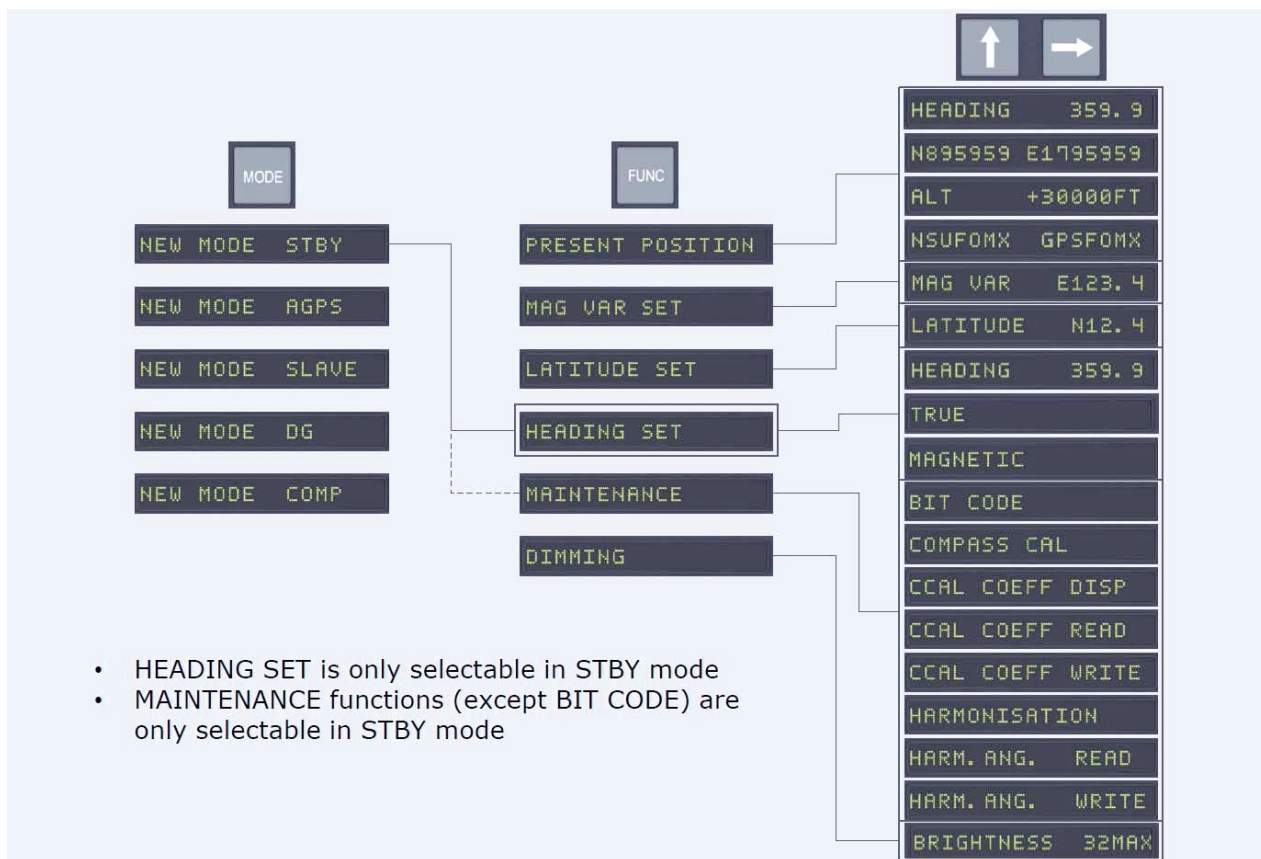 MODE
NEW MODE STBY
NEW MODE AGPS
NEW MODE SLAVE
NEW MODE DG
NEW MODE COMP
FUNC
PRESENT POSITION
MAG VAR SET
LATITUDE SET
HEADING SET
MAINTENANCE
DIMMING
HEADING 359.9
N895959 E1795959
ALT +30000FT
NSUFOMX GPSFOMX
MAG VAR E123.4
LATITUDE N12.4
HEADING 359.9
TRUE
MAGNETIC
BIT CODE
COMPASS CAL
CCAL COEFF DISP
CCAL COEFF READ
CCAL COEFF WRITE
HARMONISATION
HARM.ANG. READ
HARM.ANG. WRITE
BRIGHTNESS 32MAX
• HEADING SET is only selectable in STBY mode
• MAINTENANCE functions (except BIT CODE) are
only selectable in STBY mode